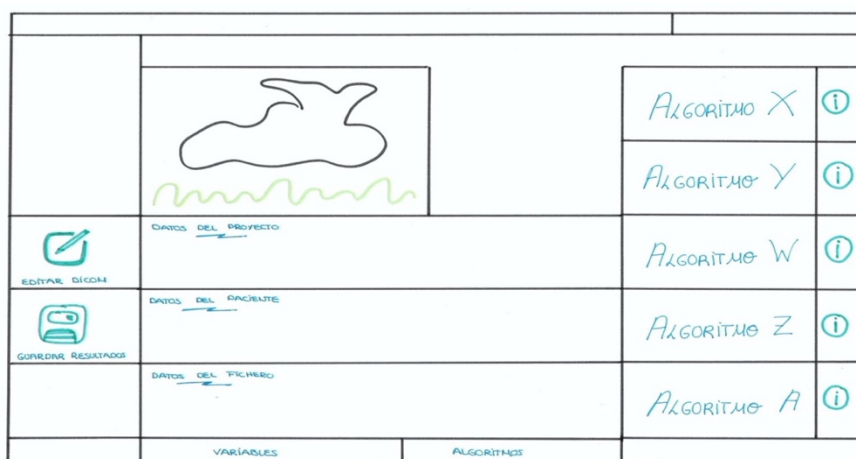 ALGORITMO X
ALGORITMO Y
DATOS DEL PROYECTO
EDITAR DICOM
ALGORITMO W
DATOS DEL PACIENTE
GUARDAR RESULTADOS
ALGORITMO Z
DATOS DEL FICHERO
ALGORITMO A
VARIABLES
ALGORITMOS